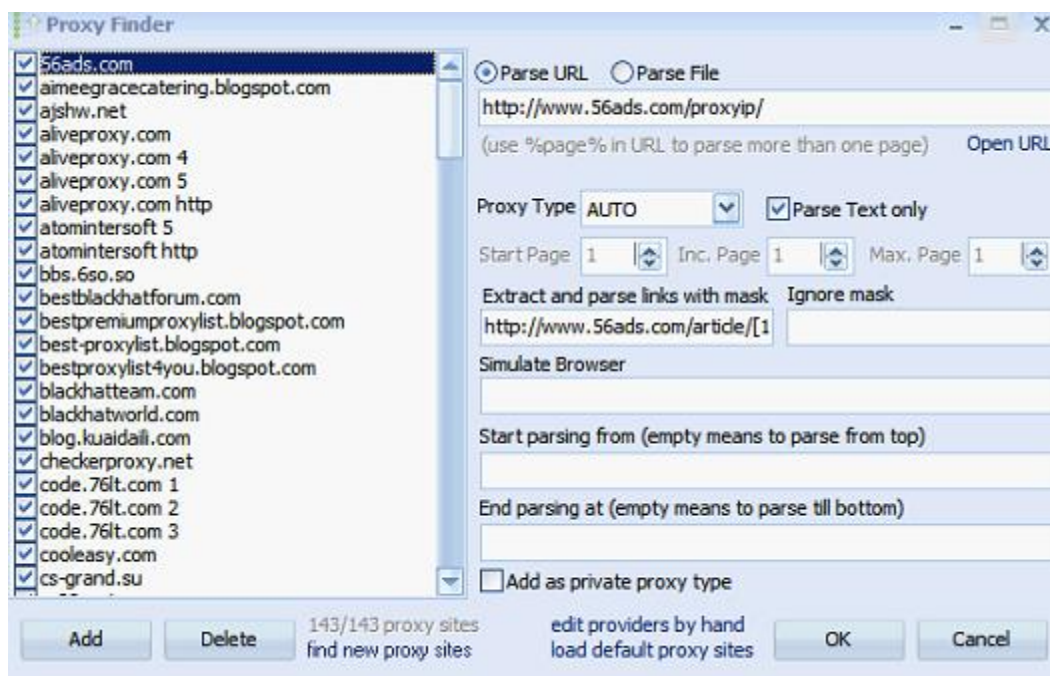 Proxy Finder
56ads.com
aimeegracecatering.blogspot.com
ajshw.net
aliveproxy.com
aliveproxy.com 4
aliveproxy.com 5
aliveproxy.com http
atomintersoft 5
atomintersoft http
bbs.6so.so
bestblackhatforum.com
bestpremiumproxylist.blogspot.com
best-proxylist.blogspot.com
bestproxylist4you.blogspot.com
blackhatteam.com
blackhatworld.com
blog.kuaidaili.com
checkerproxy.net
code.76lt.com 1
code.76lt.com 2
code.76lt.com 3
cooleasy.com
cs-grand.su
Parse URL Parse File
http://www.56ads.com/proxyip/
(use %page% in URL to parse more than one page) Open URL
Proxy Type AUTO Parse Text only
Start Page 1 Inc. Page 1 Max. Page 1
Extract and parse links with mask Ignore mask
http://www.56ads.com/article/[1
Simulate Browser
Start parsing from (empty means to parse from top)
End parsing at (empty means to parse till bottom)
Add as private proxy type
Add Delete 143/143 proxy sites edit providers by hand OK Cancel
find new proxy sites load default proxy sites